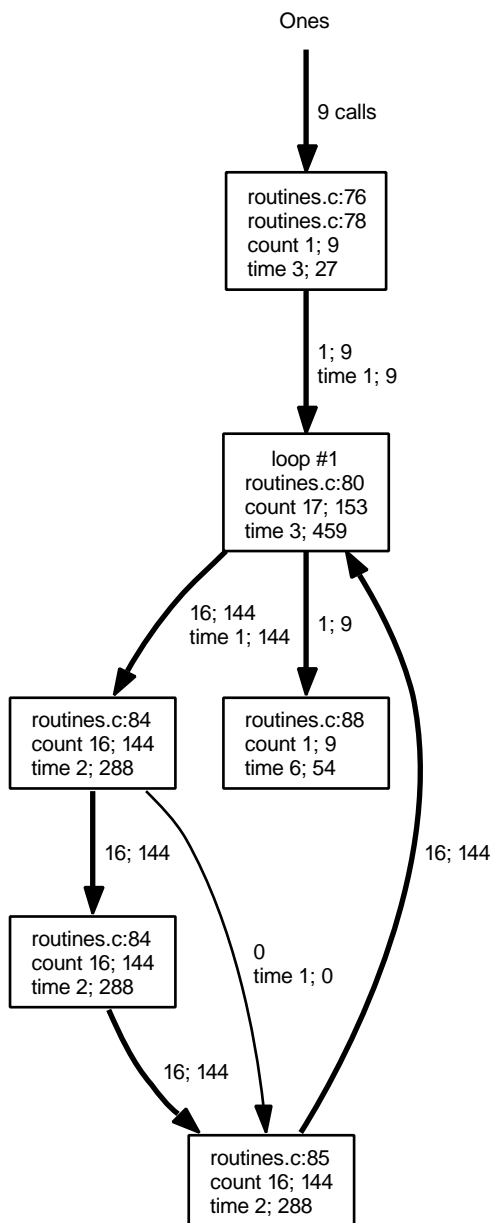 Ones
9 calls
routines.c:76
routines.c:78
count 1; 9
time 3; 27
1; 9
time 1; 9
loop #1
routines.c:80
count 17; 153
time 3; 459
16; 144
time 1; 144
1; 9
routines.c:84
count 16; 144
time 2; 288
routines.c:88
count 1; 9
time 6; 54
16; 144
16; 144
routines.c:84
count 16; 144
time 2; 288
0
time 1; 0
16; 144
routines.c:85
count 16; 144
time 2; 288